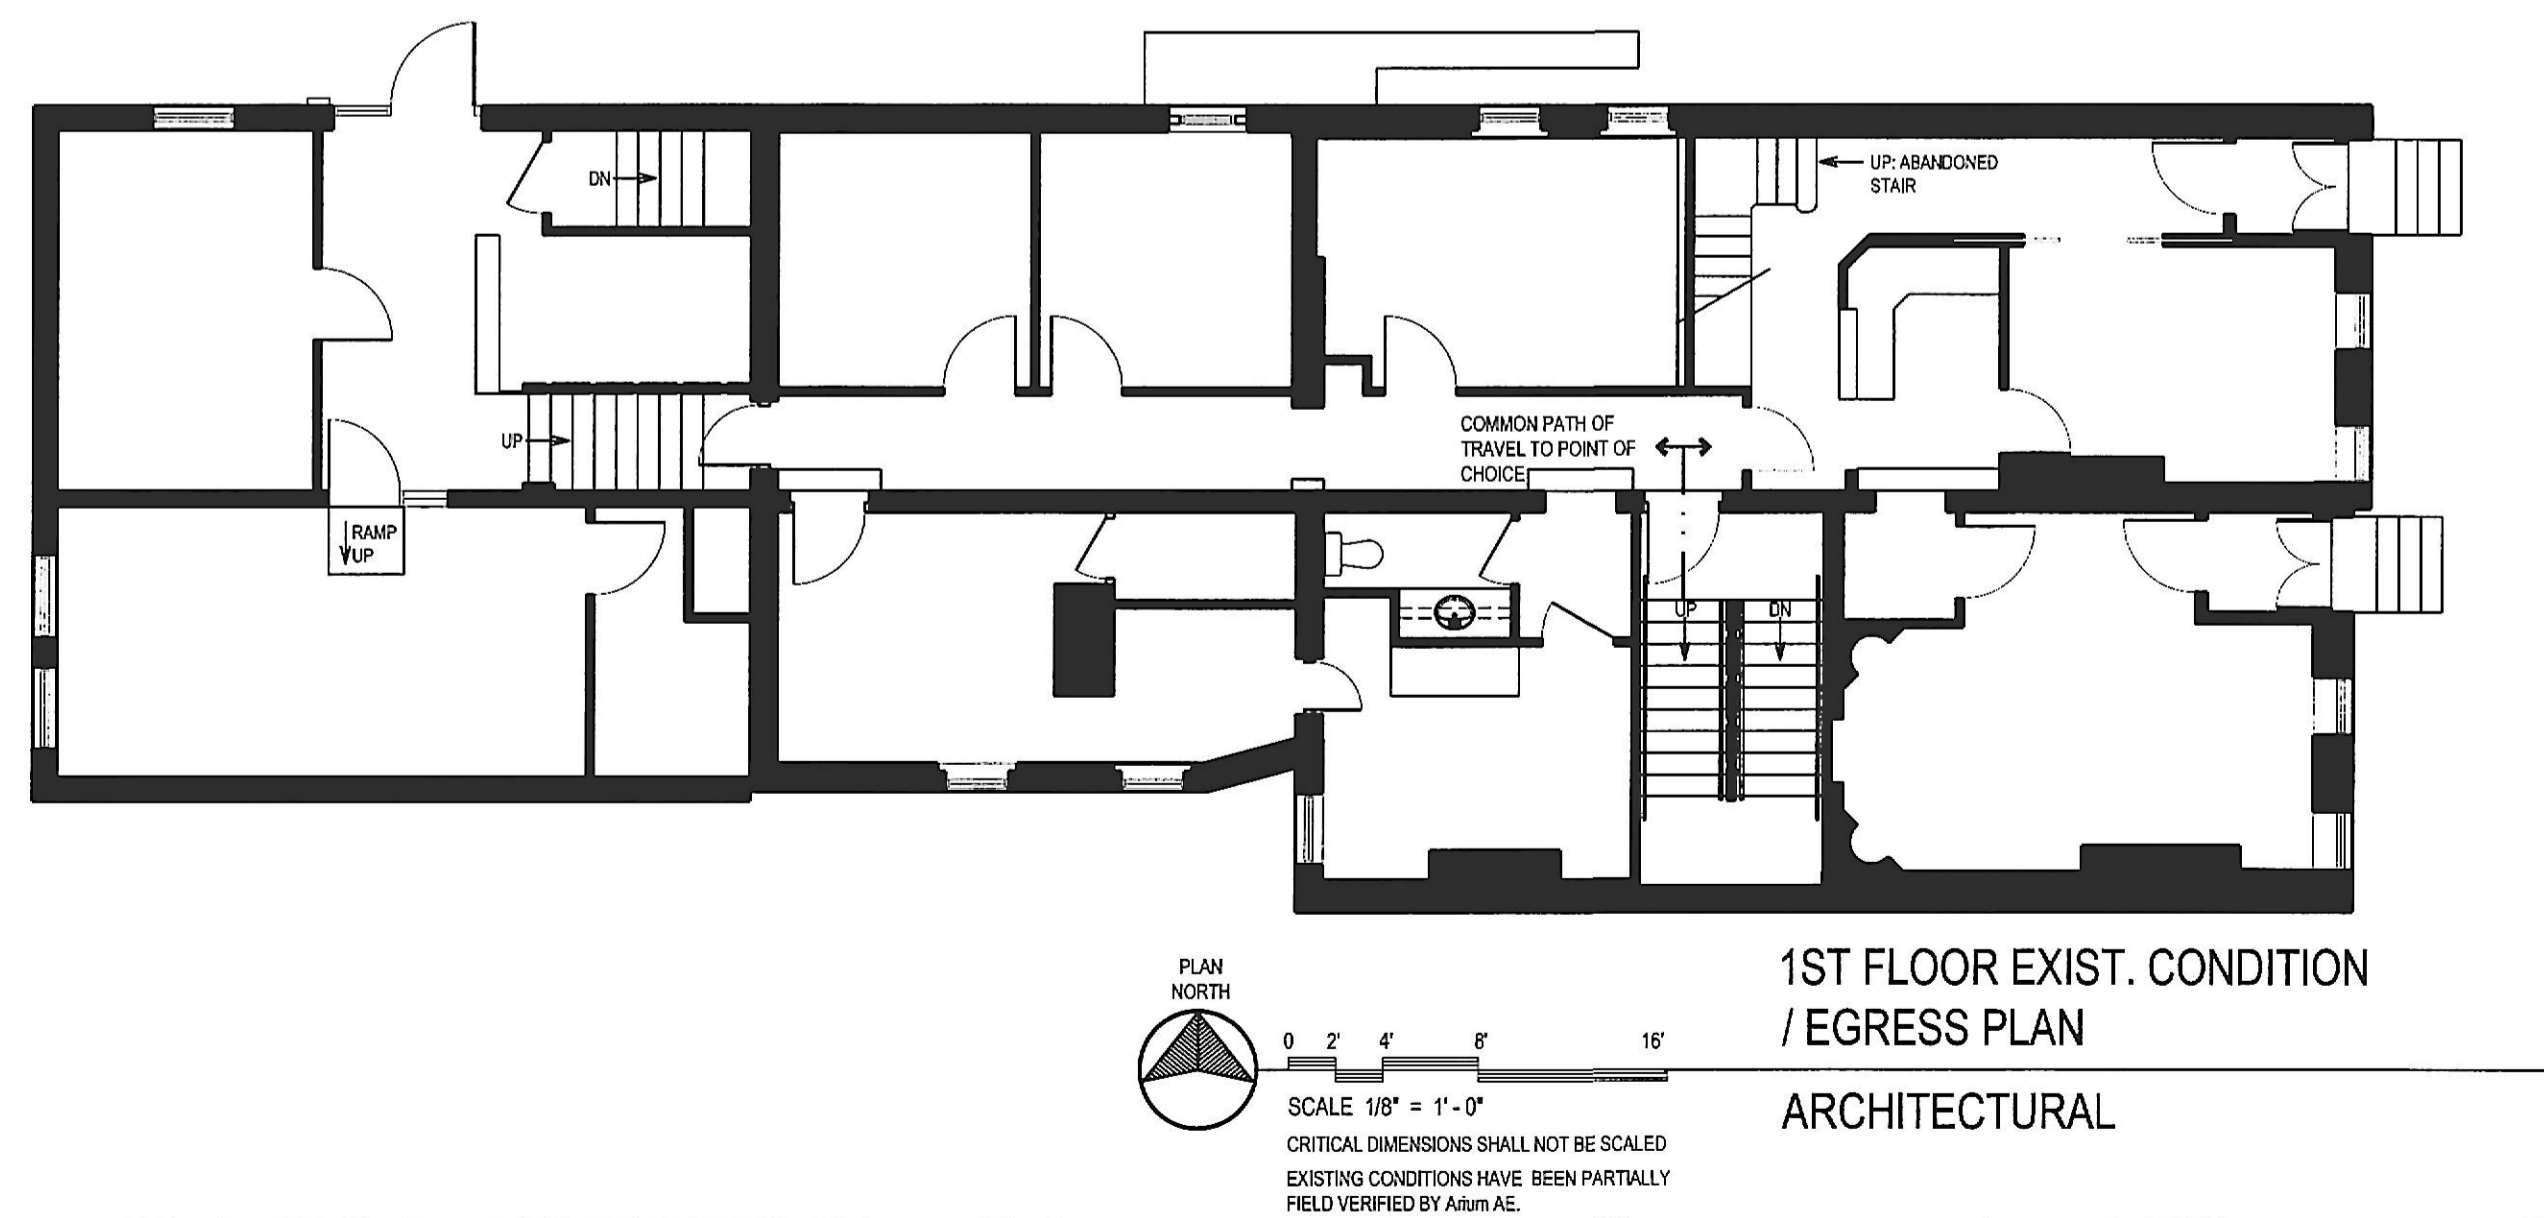 DN
UP: ABANDONED
STAIR
UP
COMMON PATH OF
TRAVEL TO POINT OF
CHOICE
RAMP
UP
UP
DN
PLAN
NORTH
0 2' 4' 8' 16'
SCALE 1/8" = 1'-0"
CRITICAL DIMENSIONS SHALL NOT BE SCALED
EXISTING CONDITIONS HAVE BEEN PARTIALLY
FIELD VERIFIED BY Arium AE.
1ST FLOOR EXIST. CONDITION
/ EGRESS PLAN
ARCHITECTURAL